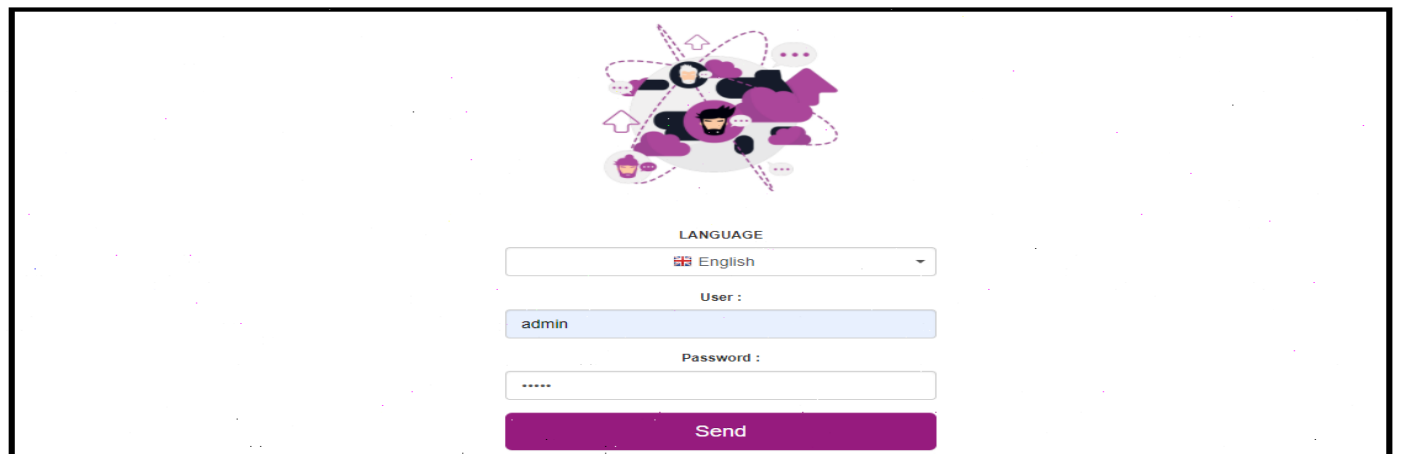 LANGUAGE
English
User :
admin
Password :
•••••
Send